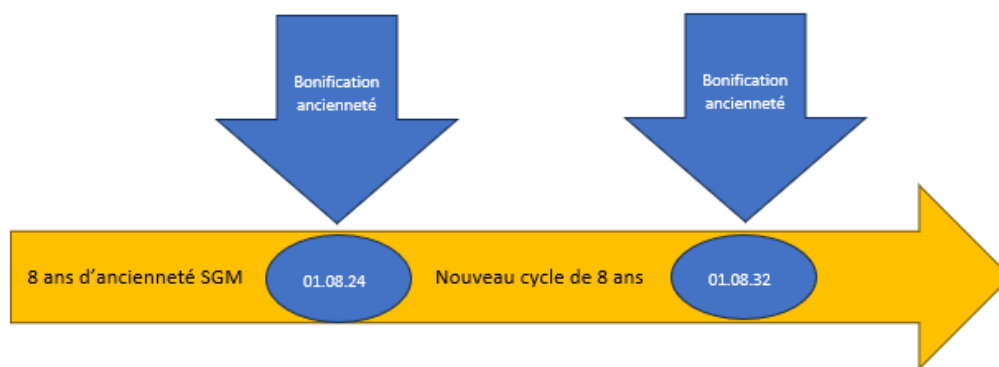 Bonification
ancienneté
Bonification
ancienneté
8 ans d’ancienneté SGM
01.08.24
Nouveau cycle de 8 ans
01.08.32